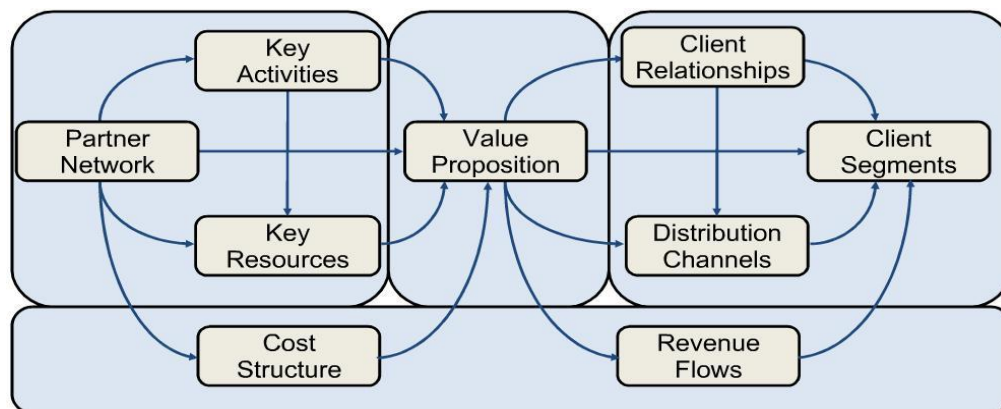 Key
Activities
Client
Relationships
Partner
Network
Value
Proposition
Client
Segments
Key
Resources
Distribution
Channels
Cost
Structure
Revenue
Flows